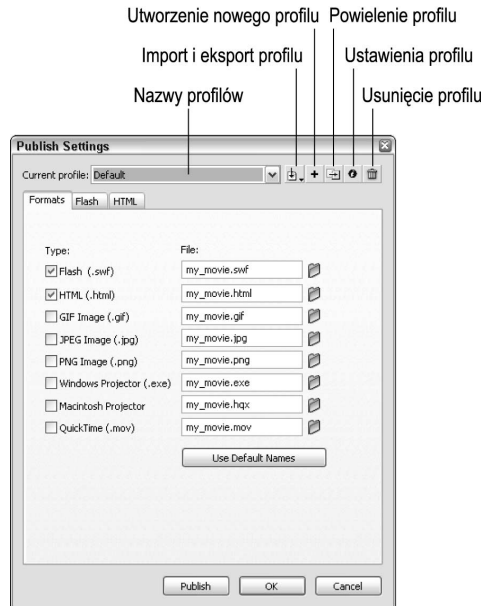 Utworzenie nowego profilu Powielenie profilu
Import i eksport profilu Ustawienia profilu
Nazwy profilów Usunięcie profilu
Publish Settings
Current profile: Default
Formats Flash HTML
Type: File:
Flash (.swf) my_movie.swf
HTML (.html) my_movie.html
GIF Image (.gif) my_movie.gif
JPEG Image (.jpg) my_movie.jpg
PNG Image (.png) my_movie.png
Windows Projector (.exe) my_movie.exe
Macintosh Projector my_movie.hqx
QuickTime (.mov) my_movie.mov
Use Default Names
Publish OK Cancel